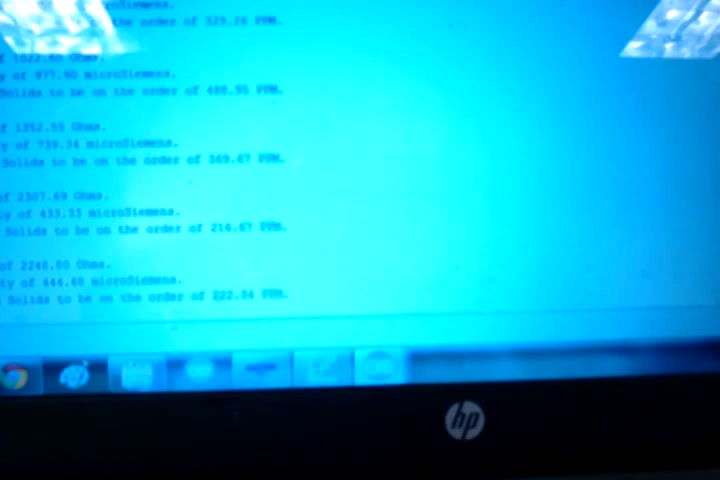 roSiemens.
the order of 329.26 PPM.
f 1022.60 Ohms.
y of 977.90 microSiemens.
Solids to be on the order of 488.95 PPM.
f 1352.55 Ohms.
y of 739.34 microSiemens.
Solids to be on the order of 369.67 PPM.
of 2307.69 Ohms.
ty of 433.33 microSiemens.
Solids to be on the order of 216.67 PPM.
of 2248.80 Ohms.
ty of 444.68 microSiemens.
Solids to be on the order of 222.34 PPM.
hp